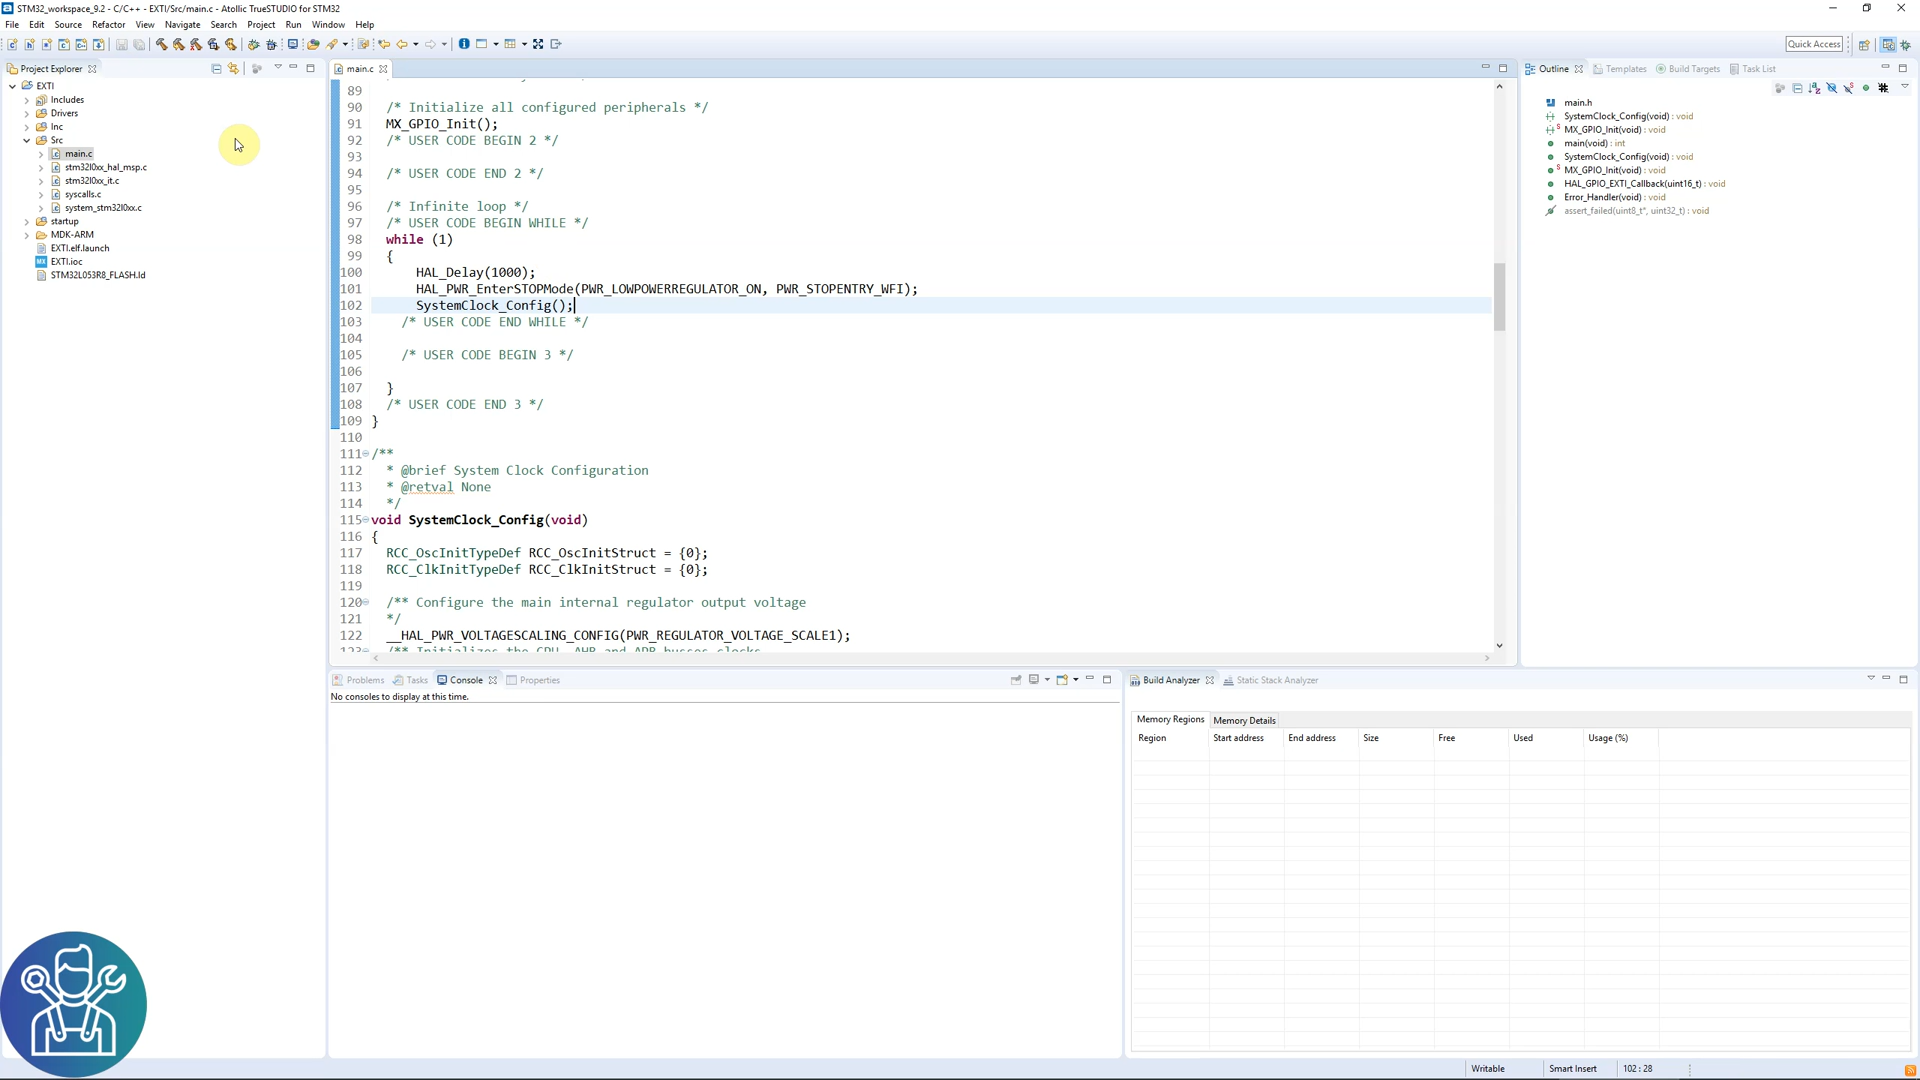 STM32_workspace_9.2 - C/C++ - EXTI/Src/main.c - Atollic TrueSTUDIO for STM32
File Edit Source Refactor View Navigate Search Project Run Window Help
Quick Access
Project Explorer
EXTI
Includes
Drivers
Inc
Src
main.c
stm32l0xx_hal_msp.c
stm32l0xx_it.c
syscalls.c
system_stm32l0xx.c
startup
MDK-ARM
EXTI.elf.launch
MX EXTI.ioc
STM32L053R8_FLASH.ld
main.c
89
90 /* Initialize all configured peripherals */
91 MX_GPIO_Init();
92 /* USER CODE BEGIN 2 */
93
94 /* USER CODE END 2 */
95
96 /* Infinite loop */
97 /* USER CODE BEGIN WHILE */
98 while (1)
99 {
100 HAL_Delay(1000);
101 HAL_PWR_EnterSTOPMode(PWR_LOWPOWERREGULATOR_ON, PWR_STOPENTRY_WFI);
102 SystemClock_Config();
103 /* USER CODE END WHILE */
104
105 /* USER CODE BEGIN 3 */
106
107 }
108 /* USER CODE END 3 */
109 }
110
111 /**
112 * @brief System Clock Configuration
113 * @retval None
114 */
115 void SystemClock_Config(void)
116 {
117 RCC_OscInitTypeDef RCC_OscInitStruct = {0};
118 RCC_ClkInitTypeDef RCC_ClkInitStruct = {0};
119
120 /** Configure the main internal regulator output voltage
121 */
122 __HAL_PWR_VOLTAGESCALING_CONFIG(PWR_REGULATOR_VOLTAGE_SCALE1);
123 /** Initializes the CPU, AHB and APB busses clocks
Outline Templates Build Targets Task List
main.h
SystemClock_Config(void) : void
MX_GPIO_Init(void) : void
main(void) : int
SystemClock_Config(void) : void
MX_GPIO_Init(void) : void
HAL_GPIO_EXTI_Callback(uint16_t) : void
Error_Handler(void) : void
assert_failed(uint8_t*, uint32_t) : void
Problems Tasks Console Properties
No consoles to display at this time.
Build Analyzer Static Stack Analyzer
Memory Regions Memory Details
Region Start address End address Size Free Used Usage (%)
Writable Smart Insert 102 : 28